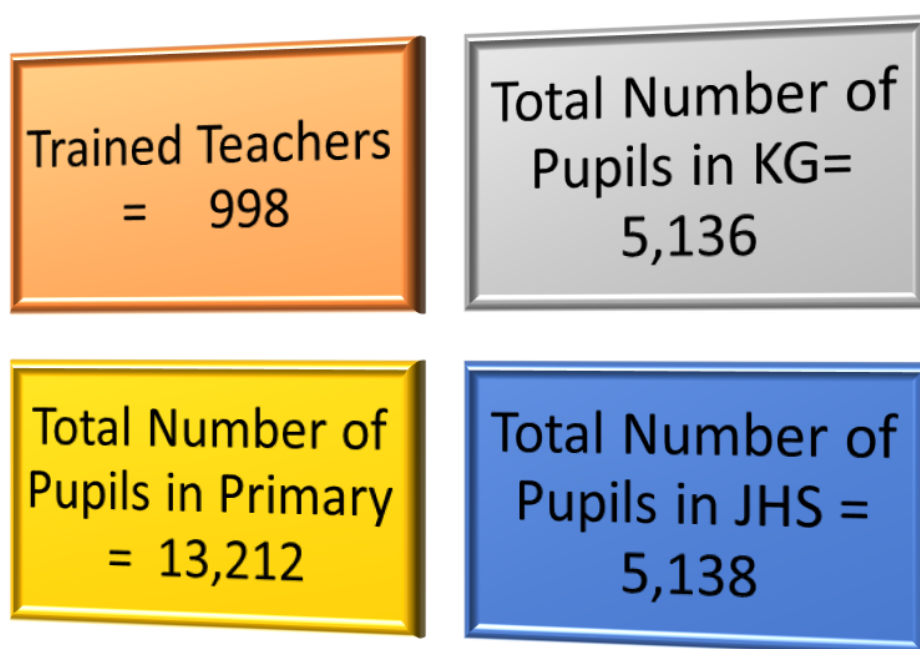 Trained Teachers
= 998
Total Number of
Pupils in KG=
5,136
Total Number of
Pupils in Primary
= 13,212
Total Number of
Pupils in JHS =
5,138